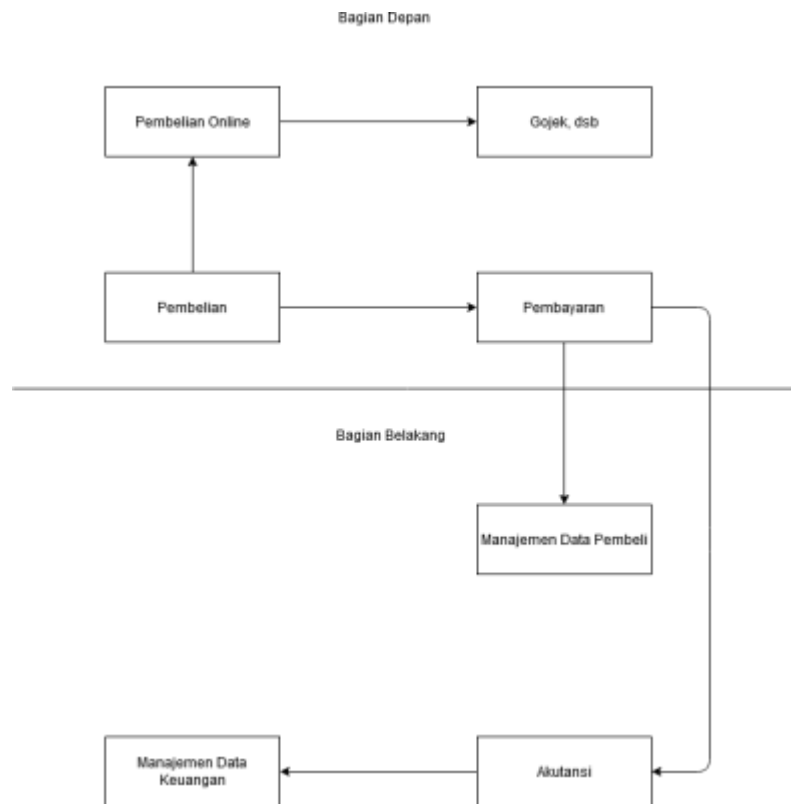 Bagian Depan
Pembelian Online
Gojek, dsb
Pembelian
Pembayaran
Bagian Belakang
Manajemen Data Pembeli
Manajemen Data
Keuangan
Akutansi